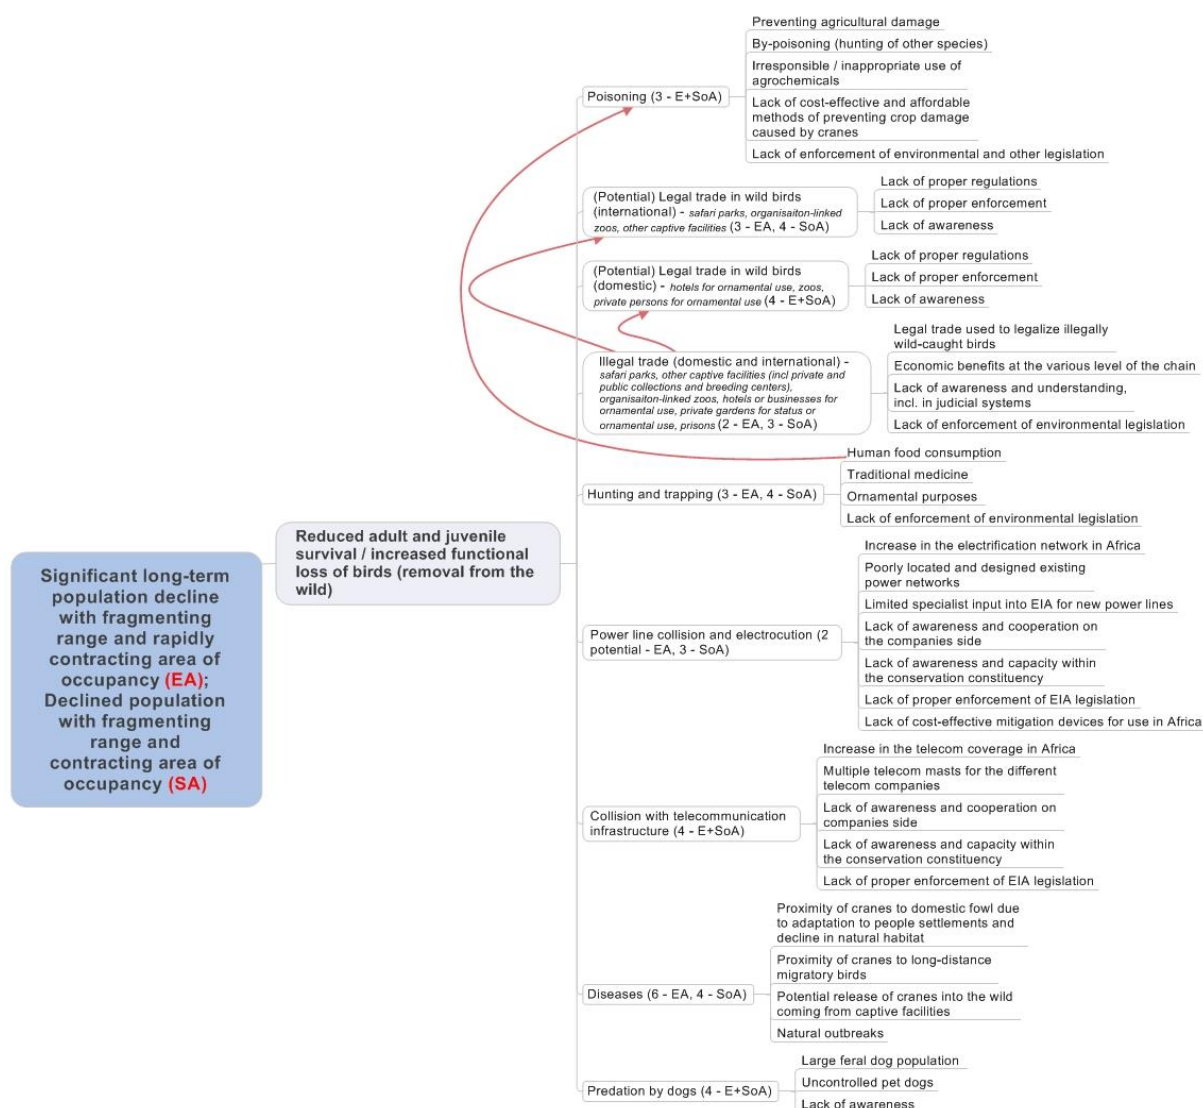 Significant long-term
population decline
with fragmenting
range and rapidly
contracting area of
occupancy (EA);
Declined population
with fragmenting
range and
contracting area of
occupancy (SA)
Reduced adult and juvenile
survival / increased functional
loss of birds (removal from the
wild)
Poisoning (3 - E+SoA)
Preventing agricultural damage
By-poisoning (hunting of other species)
Irresponsible / inappropriate use of
agrochemicals
Lack of cost-effective and affordable
methods of preventing crop damage
caused by cranes
Lack of enforcement of environmental and other legislation
(Potential) Legal trade in wild birds
(international) - safari parks, organisaiton-linked
zoos, other captive facilities (3 - EA, 4 - SoA)
Lack of proper regulations
Lack of proper enforcement
Lack of awareness
(Potential) Legal trade in wild birds
(domestic) - hotels for ornamental use, zoos,
private persons for ornamental use (4 - E+SoA)
Lack of proper regulations
Lack of proper enforcement
Lack of awareness
Illegal trade (domestic and international) -
safari parks, other captive facilities (incl private and
public collections and breeding centers),
organisaiton-linked zoos, hotels or businesses for
ornamental use, private gardens for status or
ornamental use, prisons (2 - EA, 3 - SoA)
Legal trade used to legalize illegally
wild-caught birds
Economic benefits at the various level of the chain
Lack of awareness and understanding,
incl. in judicial systems
Lack of enforcement of environmental legislation
Hunting and trapping (3 - EA, 4 - SoA)
Human food consumption
Traditional medicine
Ornamental purposes
Lack of enforcement of environmental legislation
Power line collision and electrocution (2
potential - EA, 3 - SoA)
Increase in the electrification network in Africa
Poorly located and designed existing
power networks
Limited specialist input into EIA for new power lines
Lack of awareness and cooperation on
the companies side
Lack of awareness and capacity within
the conservation constituency
Lack of proper enforcement of EIA legislation
Lack of cost-effective mitigation devices for use in Africa
Collision with telecommunication
infrastructure (4 - E+SoA)
Increase in the telecom coverage in Africa
Multiple telecom masts for the different
telecom companies
Lack of awareness and cooperation on
companies side
Lack of awareness and capacity within
the conservation constituency
Lack of proper enforcement of EIA legislation
Diseases (6 - EA, 4 - SoA)
Proximity of cranes to domestic fowl due
to adaptation to people settlements and
decline in natural habitat
Proximity of cranes to long-distance
migratory birds
Potential release of cranes into the wild
coming from captive facilities
Natural outbreaks
Predation by dogs (4 - E+SoA)
Large feral dog population
Uncontrolled pet dogs
Lack of awareness